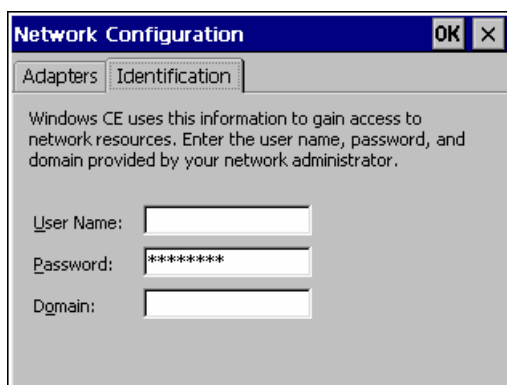 Network Configuration OK ×
Adapters Identification
Windows CE uses this information to gain access to
network resources. Enter the user name, password, and
domain provided by your network administrator.
User Name:
Password: ********
Domain: